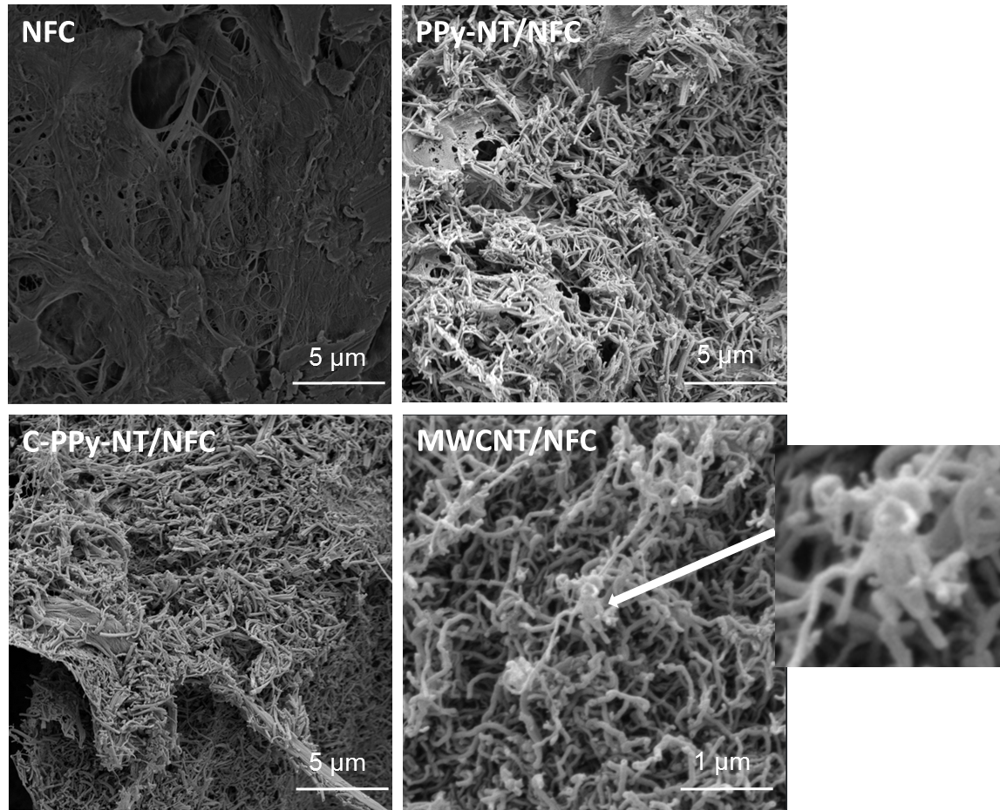 NFC
PPy-NT/NFC
5 µm
5 µm
C-PPy-NT/NFC
MWCNT/NFC
5 µm
1 µm